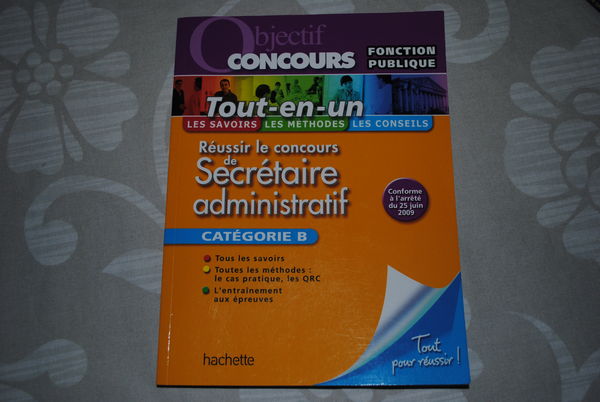 Objectif
CONCOURS
FONCTION
PUBLIQUE
Tout-en-un
LES SAVOIRS LES MÉTHODES LES CONSEILS
Réussir le concours
de
Secrétaire
administratif
Conforme
à l'arrêté
du 25 juin
2009
CATÉGORIE B
Tous les savoirs
Toutes les méthodes :
le cas pratique, les QRC
L'entraînement
aux épreuves
Tout
pour réussir !
hachette